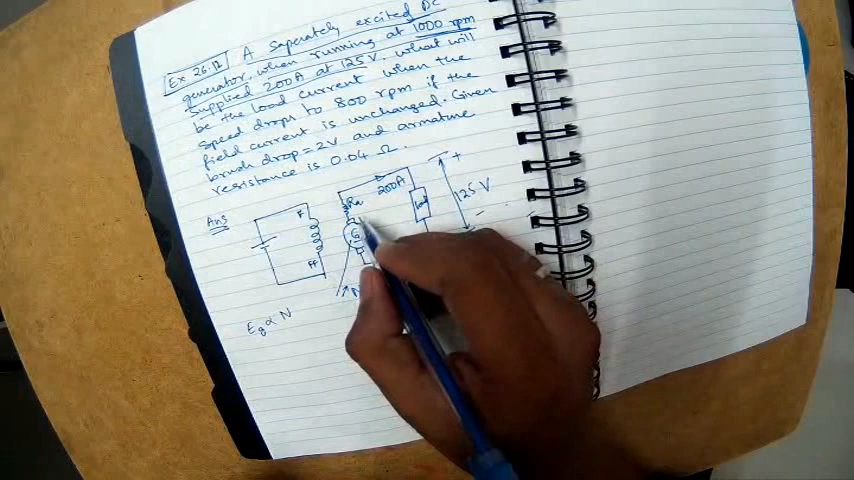 Ex 26.12 A seperately excited DC
generator, when running at 1000 rpm
supplied 200A at 125V. what will
be the load current when the
speed drops to 800 rpm if the
field current is unchanged. Given
brush drop = 2V and armature
resistance is 0.04 Ω.
Ans
F
FF
Ra
200A
G
N
load
+
125 V
-
Eg ∝ N